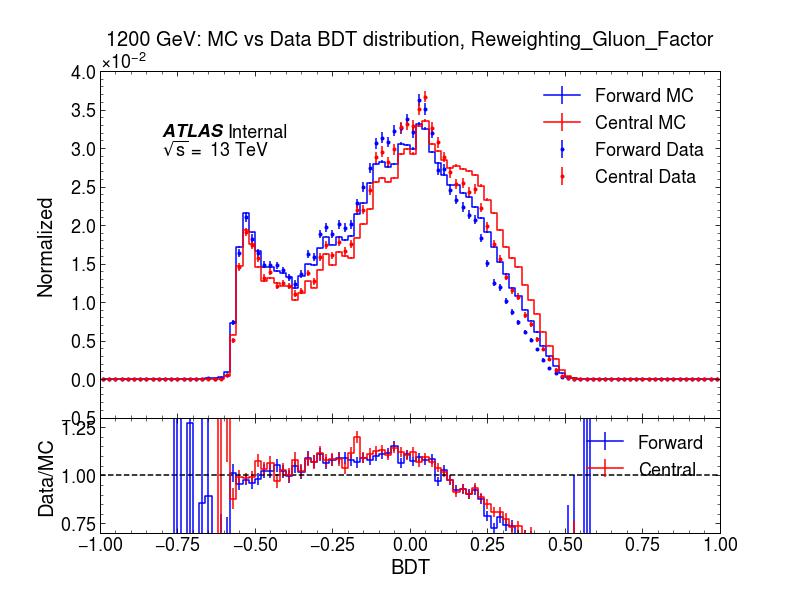 1200 GeV: MC vs Data BDT distribution, Reweighting_Gluon_Factor
×10⁻²
4.0
3.5
3.0
2.5
2.0
1.5
1.0
0.5
0.0
−0.5
Normalized
ATLAS Internal
√s = 13 TeV
Forward MC
Central MC
Forward Data
Central Data
1.25
1.00
0.75
Data/MC
Forward
Central
−1.00 −0.75 −0.50 −0.25 0.00 0.25 0.50 0.75 1.00
BDT